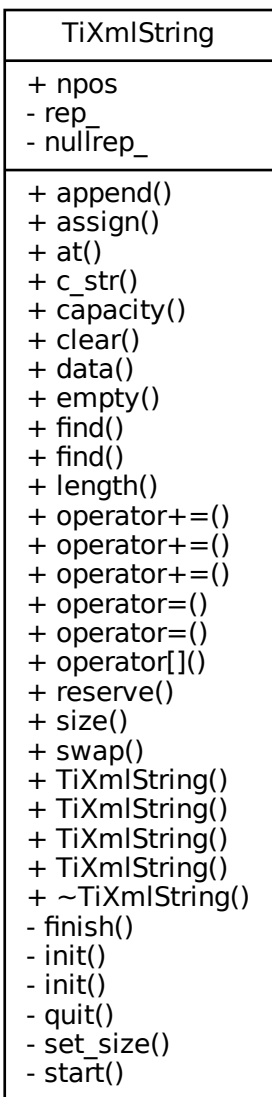 TiXmlString
+ npos
- rep_
- nullrep_
+ append()
+ assign()
+ at()
+ c_str()
+ capacity()
+ clear()
+ data()
+ empty()
+ find()
+ find()
+ length()
+ operator+=()
+ operator+=()
+ operator+=()
+ operator=()
+ operator=()
+ operator[]()
+ reserve()
+ size()
+ swap()
+ TiXmlString()
+ TiXmlString()
+ TiXmlString()
+ TiXmlString()
+ ~TiXmlString()
- finish()
- init()
- init()
- quit()
- set_size()
- start()